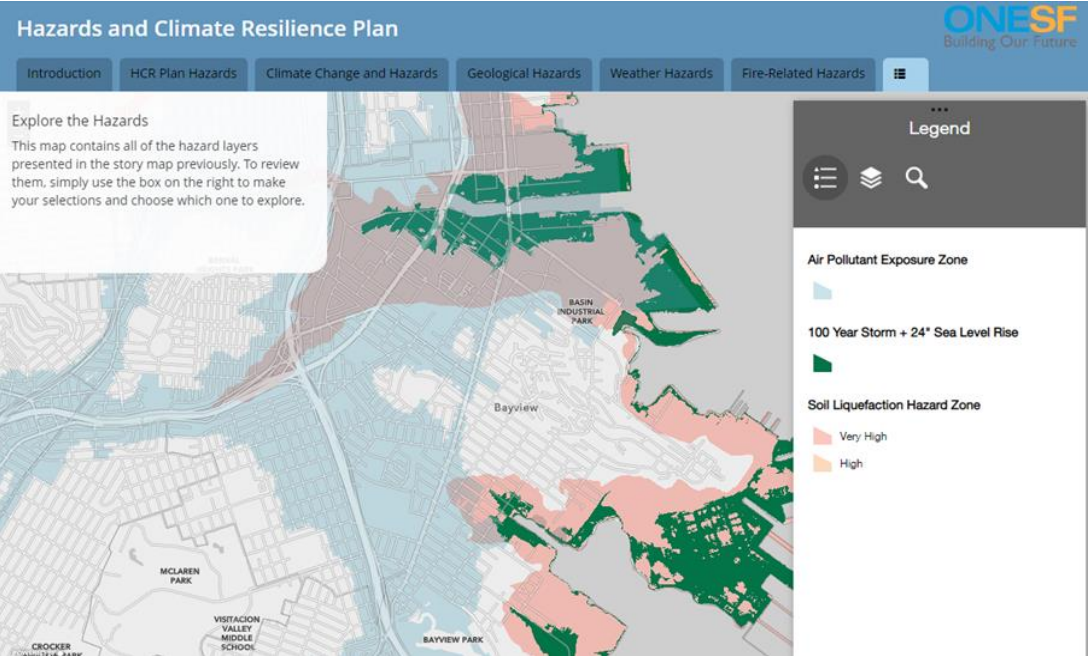 Hazards and Climate Resilience Plan
ONESF
Building Our Future
Introduction
HCR Plan Hazards
Climate Change and Hazards
Geological Hazards
Weather Hazards
Fire-Related Hazards
Explore the Hazards
This map contains all of the hazard layers
presented in the story map previously. To review
them, simply use the box on the right to make
your selections and choose which one to explore.
Legend
Air Pollutant Exposure Zone
100 Year Storm + 24" Sea Level Rise
Soil Liquefaction Hazard Zone
Very High
High
BASIN
INDUSTRIAL
PARK
Bayview
MCLAREN
PARK
VISITACION
VALLEY
MIDDLE
SCHOOL
BAYVIEW PARK
CROCKER
PARK